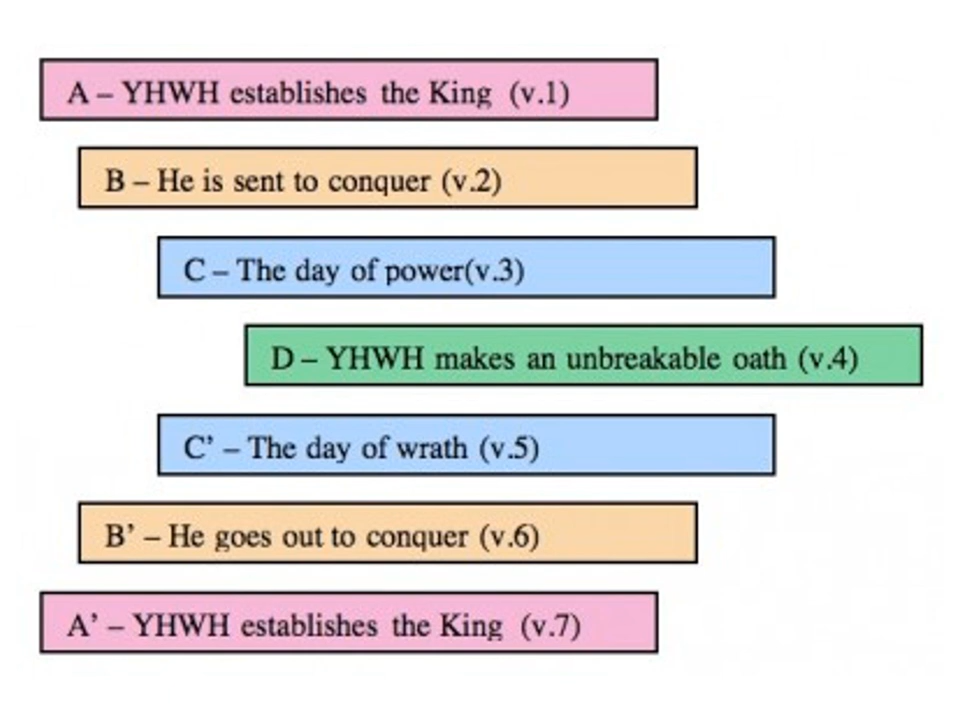 A – YHWH establishes the King (v.1)
B – He is sent to conquer (v.2)
C – The day of power(v.3)
D – YHWH makes an unbreakable oath (v.4)
C’ – The day of wrath (v.5)
B’ – He goes out to conquer (v.6)
A’ – YHWH establishes the King (v.7)